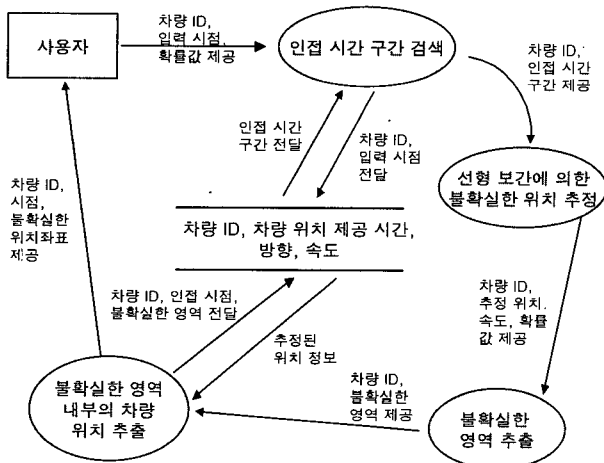 차량 ID,
입력 시점,
확률값 제공
사용자
인접 시간 구간 검색
차량 ID,
인접 시간
구간 제공
인접 시간
구간 전달
차량 ID,
입력 시점
전달
선형 보간에 의한
불확실한 위치 추정
차량 ID,
시점,
불확실한
위치좌표
제공
차량 ID, 차량 위치 제공 시간,
방향, 속도
차량 ID, 인접 시점,
불확실한 영역 전달
차량 ID,
추정 위치,
속도, 확률
값 제공
추정된
위치 정보
불확실한 영역
내부의 차량
위치 추출
차량 ID,
불확실한
영역 제공
불확실한
영역 추출